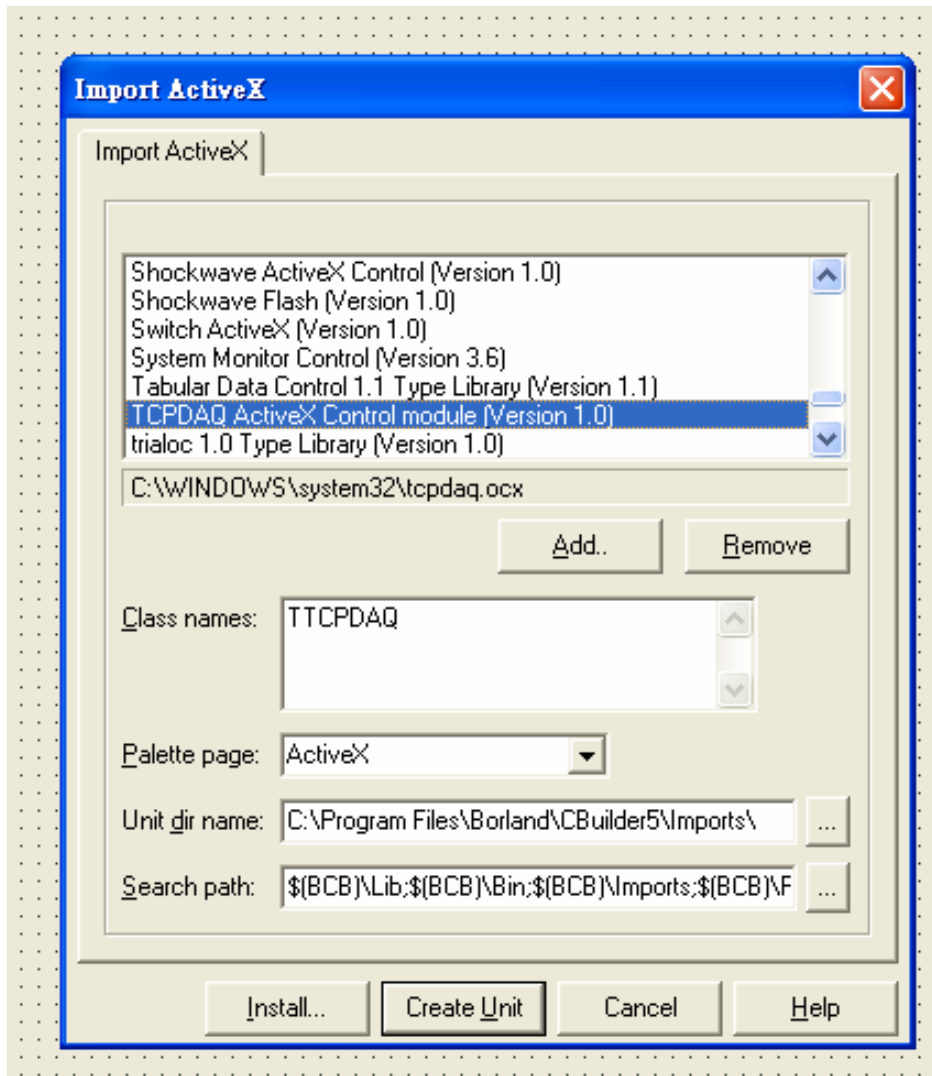 Import ActiveX
Import ActiveX
Shockwave ActiveX Control (Version 1.0)
Shockwave Flash (Version 1.0)
Switch ActiveX (Version 1.0)
System Monitor Control (Version 3.6)
Tabular Data Control 1.1 Type Library (Version 1.1)
TCPDAQ ActiveX Control module (Version 1.0)
trialoc 1.0 Type Library (Version 1.0)
C:\WINDOWS\system32\tcpdaq.ocx
Add.. Remove
Class names: TTCPDAQ
Palette page: ActiveX
Unit dir name: C:\Program Files\Borland\CBuilder5\Imports\ ...
Search path: $(BCB)\Lib;$(BCB)\Bin;$(BCB)\Imports;$(BCB)\F ...
Install... Create Unit Cancel Help